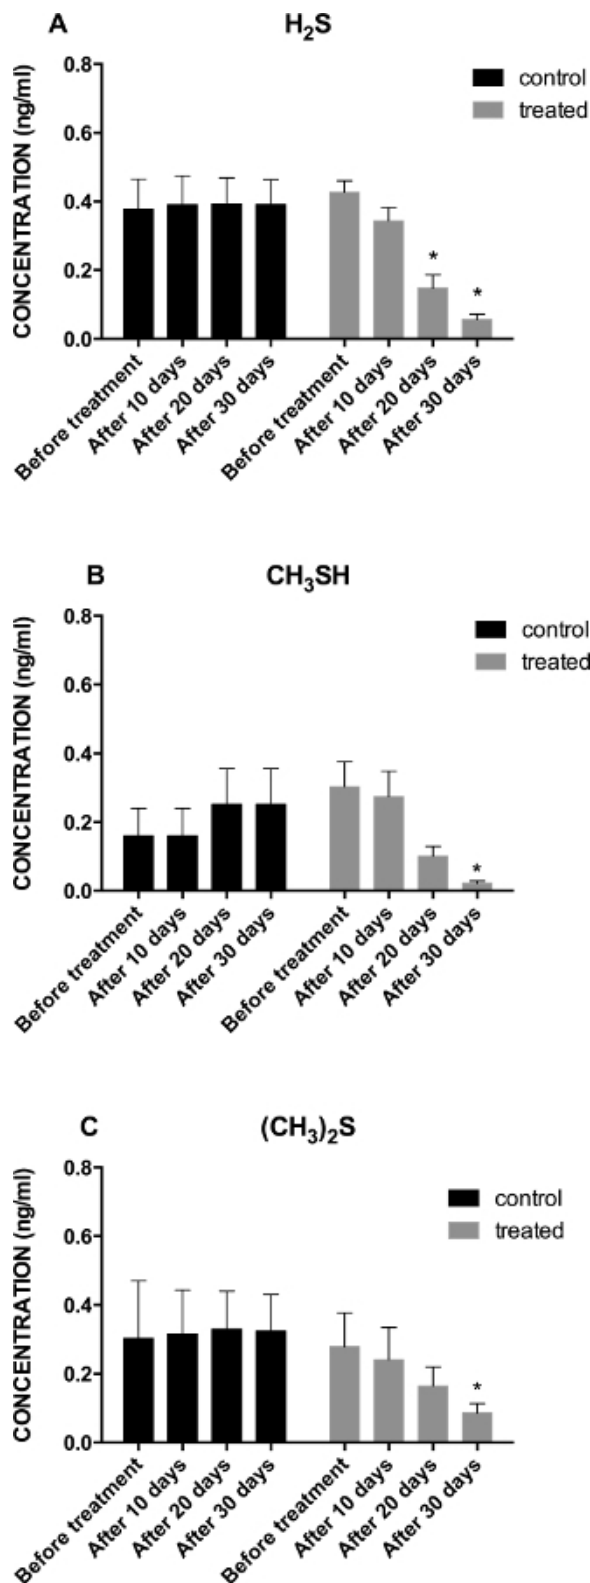 A
H₂S
CONCENTRATION (ng/ml)
0.8
0.6
0.4
0.2
0.0
control
treated
*
*
Before treatment
After 10 days
After 20 days
After 30 days
Before treatment
After 10 days
After 20 days
After 30 days
B
CH₃SH
CONCENTRATION (ng/ml)
0.8
0.6
0.4
0.2
0.0
control
treated
*
Before treatment
After 10 days
After 20 days
After 30 days
Before treatment
After 10 days
After 20 days
After 30 days
C
(CH₃)₂S
CONCENTRATION (ng/ml)
0.8
0.6
0.4
0.2
0.0
control
treated
*
Before treatment
After 10 days
After 20 days
After 30 days
Before treatment
After 10 days
After 20 days
After 30 days